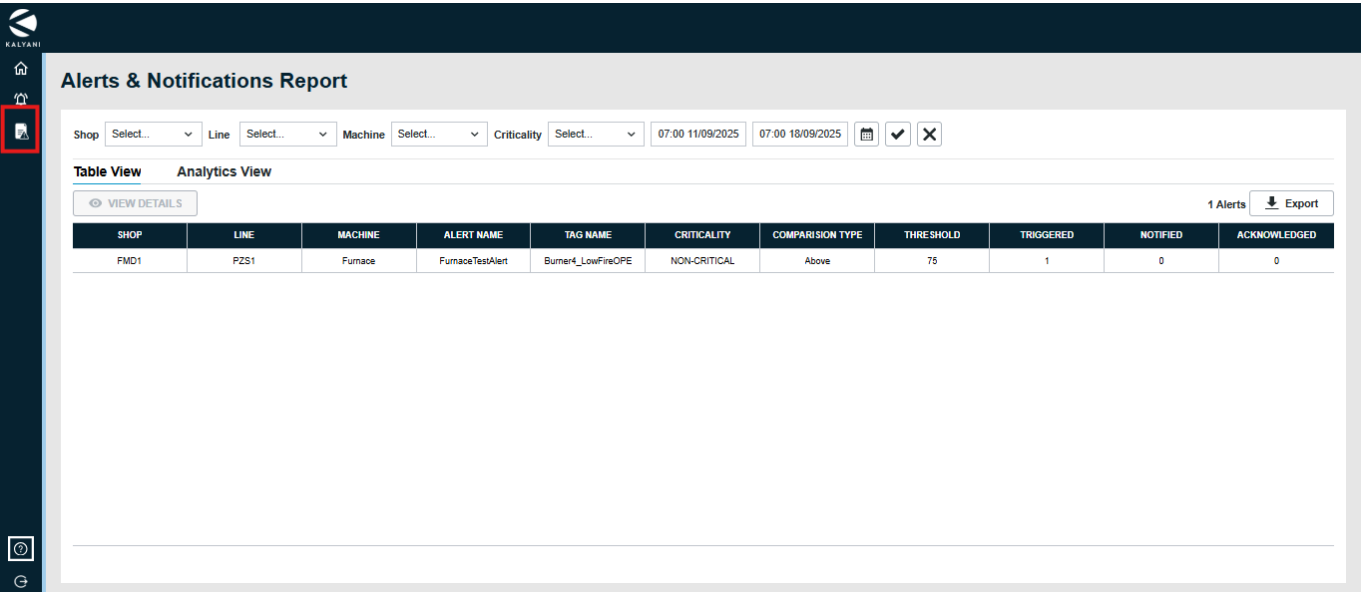 KALYANI
Alerts & Notifications Report
Shop Select... Line Select... Machine Select... Criticality Select... 07:00 11/09/2025 07:00 18/09/2025
Table View Analytics View
VIEW DETAILS 1 Alerts Export
SHOP LINE MACHINE ALERT NAME TAG NAME CRITICALITY COMPARISION TYPE THRESHOLD TRIGGERED NOTIFIED ACKNOWLEDGED
FMD1 PZS1 Furnace FurnaceTestAlert Burner4_LowFireOPE NON-CRITICAL Above 75 1 0 0